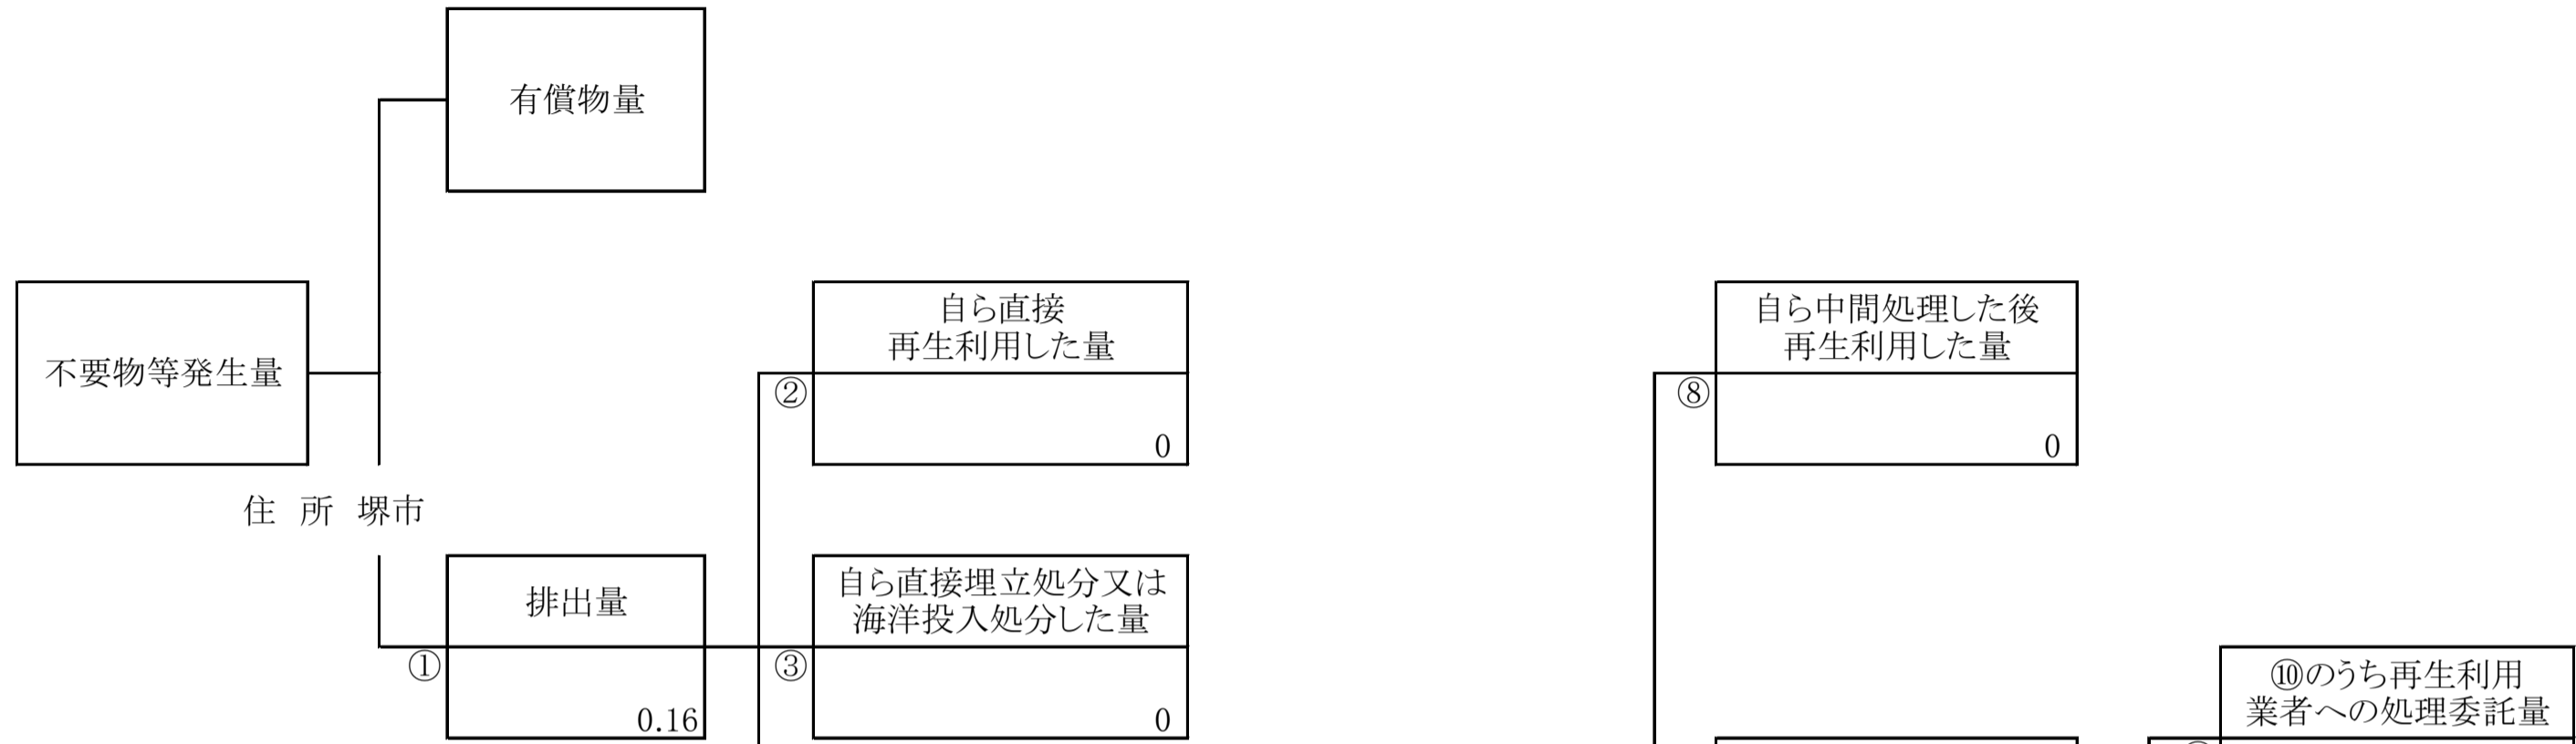 有償物量
不要物等発生量
自ら直接
再生利用した量
②
0
自ら中間処理した後
再生利用した量
⑧
0
住 所 堺市
排出量
①
0.16
自ら直接埋立処分又は
海洋投入処分した量
③
0
⑩のうち再生利用
業者への処理委託量